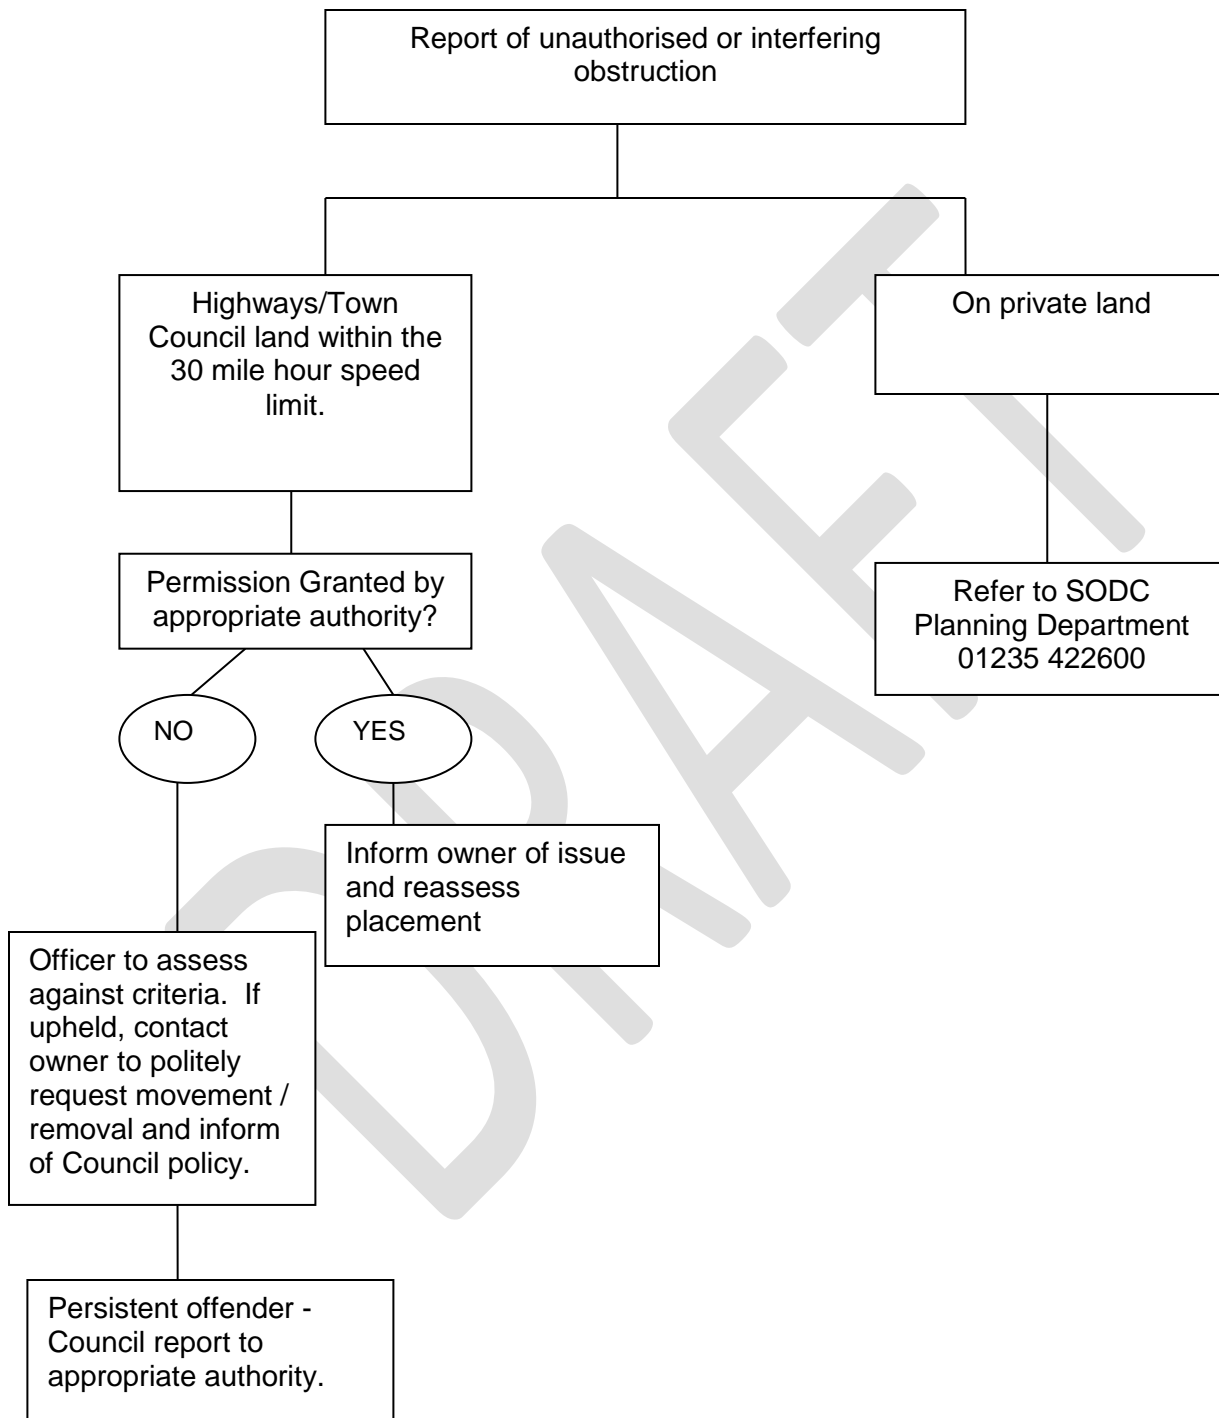 Report of unauthorised or interfering
obstruction
Highways/Town
Council land within the
30 mile hour speed
limit.
On private land
Permission Granted by
appropriate authority?
Refer to SODC
Planning Department
01235 422600
NO
YES
Inform owner of issue
and reassess
placement
Officer to assess
against criteria.  If
upheld, contact
owner to politely
request movement /
removal and inform
of Council policy.
Persistent offender -
Council report to
appropriate authority.
DRAFT